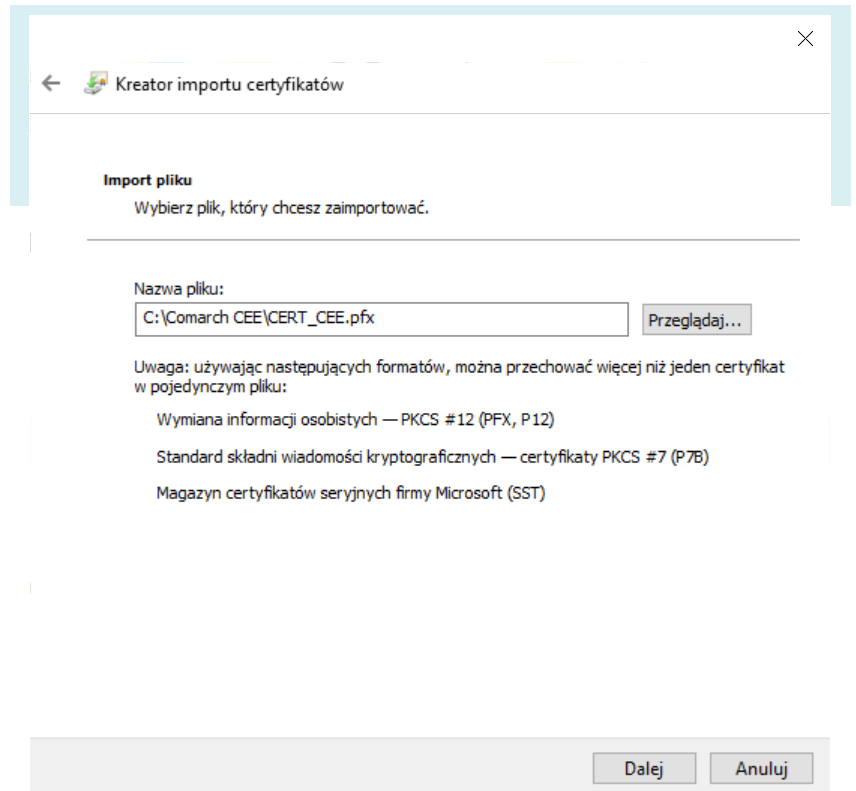 Kreator importu certyfikatów
Import pliku
Wybierz plik, który chcesz zaimportować.
Nazwa pliku:
C:\Comarch CEE\CERT_CEE.pfx
Przeglądaj...
Uwaga: używając następujących formatów, można przechować więcej niż jeden certyfikat
w pojedynczym pliku:
Wymiana informacji osobistych — PKCS #12 (PFX, P12)
Standard składni wiadomości kryptograficznych — certyfikaty PKCS #7 (P7B)
Magazyn certyfikatów seryjnych firmy Microsoft (SST)
Dalej
Anuluj